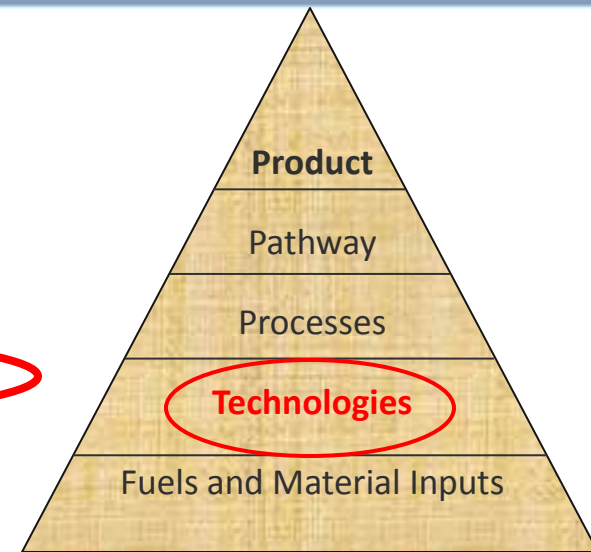 Product
Pathway
Processes
Technologies
Fuels and Material Inputs